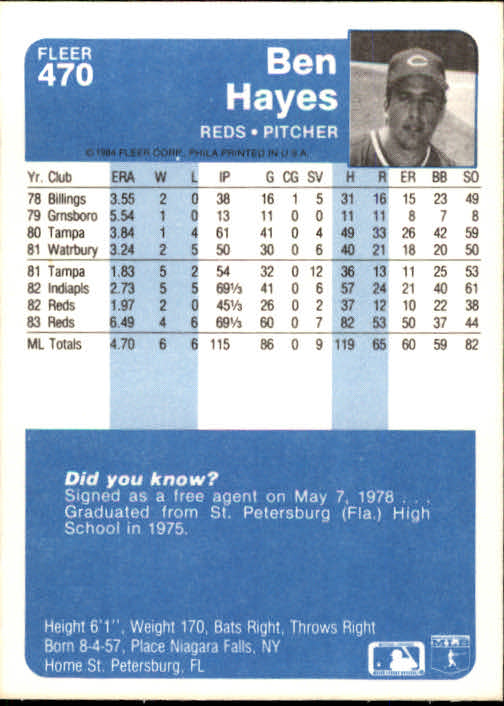 FLEER
470
Ben
Hayes
REDS • PITCHER
© 1984 FLEER CORP. PHILA PRINTED IN U.S.A.
Yr. Club ERA W L IP G CG SV H R ER BB SO
78 Billings 3.55 2 0 38 16 1 5 31 16 15 23 49
79 Grnsboro 5.54 1 0 13 11 0 0 11 11 8 7 8
80 Tampa 3.84 1 4 61 41 0 4 49 33 26 42 59
81 Watrbury 3.24 2 5 50 30 0 6 40 21 18 20 50
81 Tampa 1.83 5 2 54 32 0 12 36 13 11 25 53
82 Indiapls 2.73 5 5 69⅓ 41 0 6 57 24 21 40 61
82 Reds 1.97 2 0 45⅓ 26 0 2 37 12 10 22 38
83 Reds 6.49 4 6 69⅓ 60 0 7 82 53 50 37 44
ML Totals 4.70 6 6 115 86 0 9 119 65 60 59 82
Did you know?
Signed as a free agent on May 7, 1978 . . .
Graduated from St. Petersburg (Fla.) High
School in 1975.
Height 6'1'', Weight 170, Bats Right, Throws Right
Born 8-4-57, Place Niagara Falls, NY
Home St. Petersburg, FL